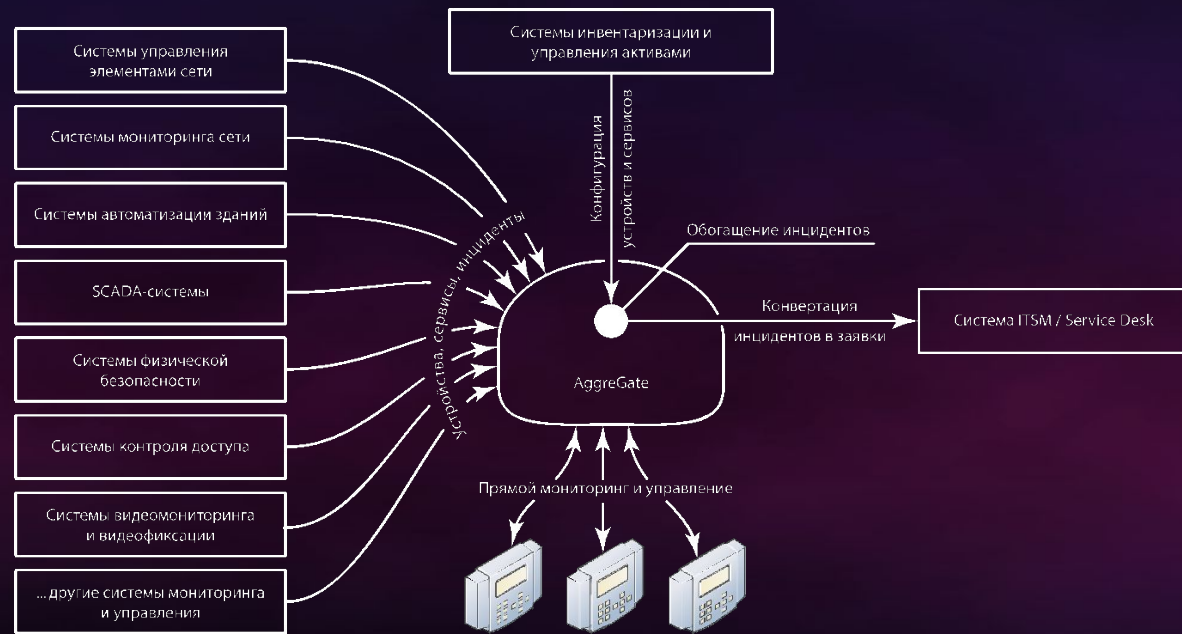 Системы управления
элементами сети
Системы мониторинга сети
Системы автоматизации зданий
SCADA-системы
Системы физической
безопасности
Системы контроля доступа
Системы видеомониторинга
и видеофиксации
...другие системы мониторинга
и управления
Устройства, сервисы, инциденты
Системы инвентаризации и
управления активами
Конфигурация
устройств и сервисов
Обогащение инцидентов
Конвертация
инцидентов в заявки
Система ITSM / Service Desk
AggreGate
Прямой мониторинг и управление